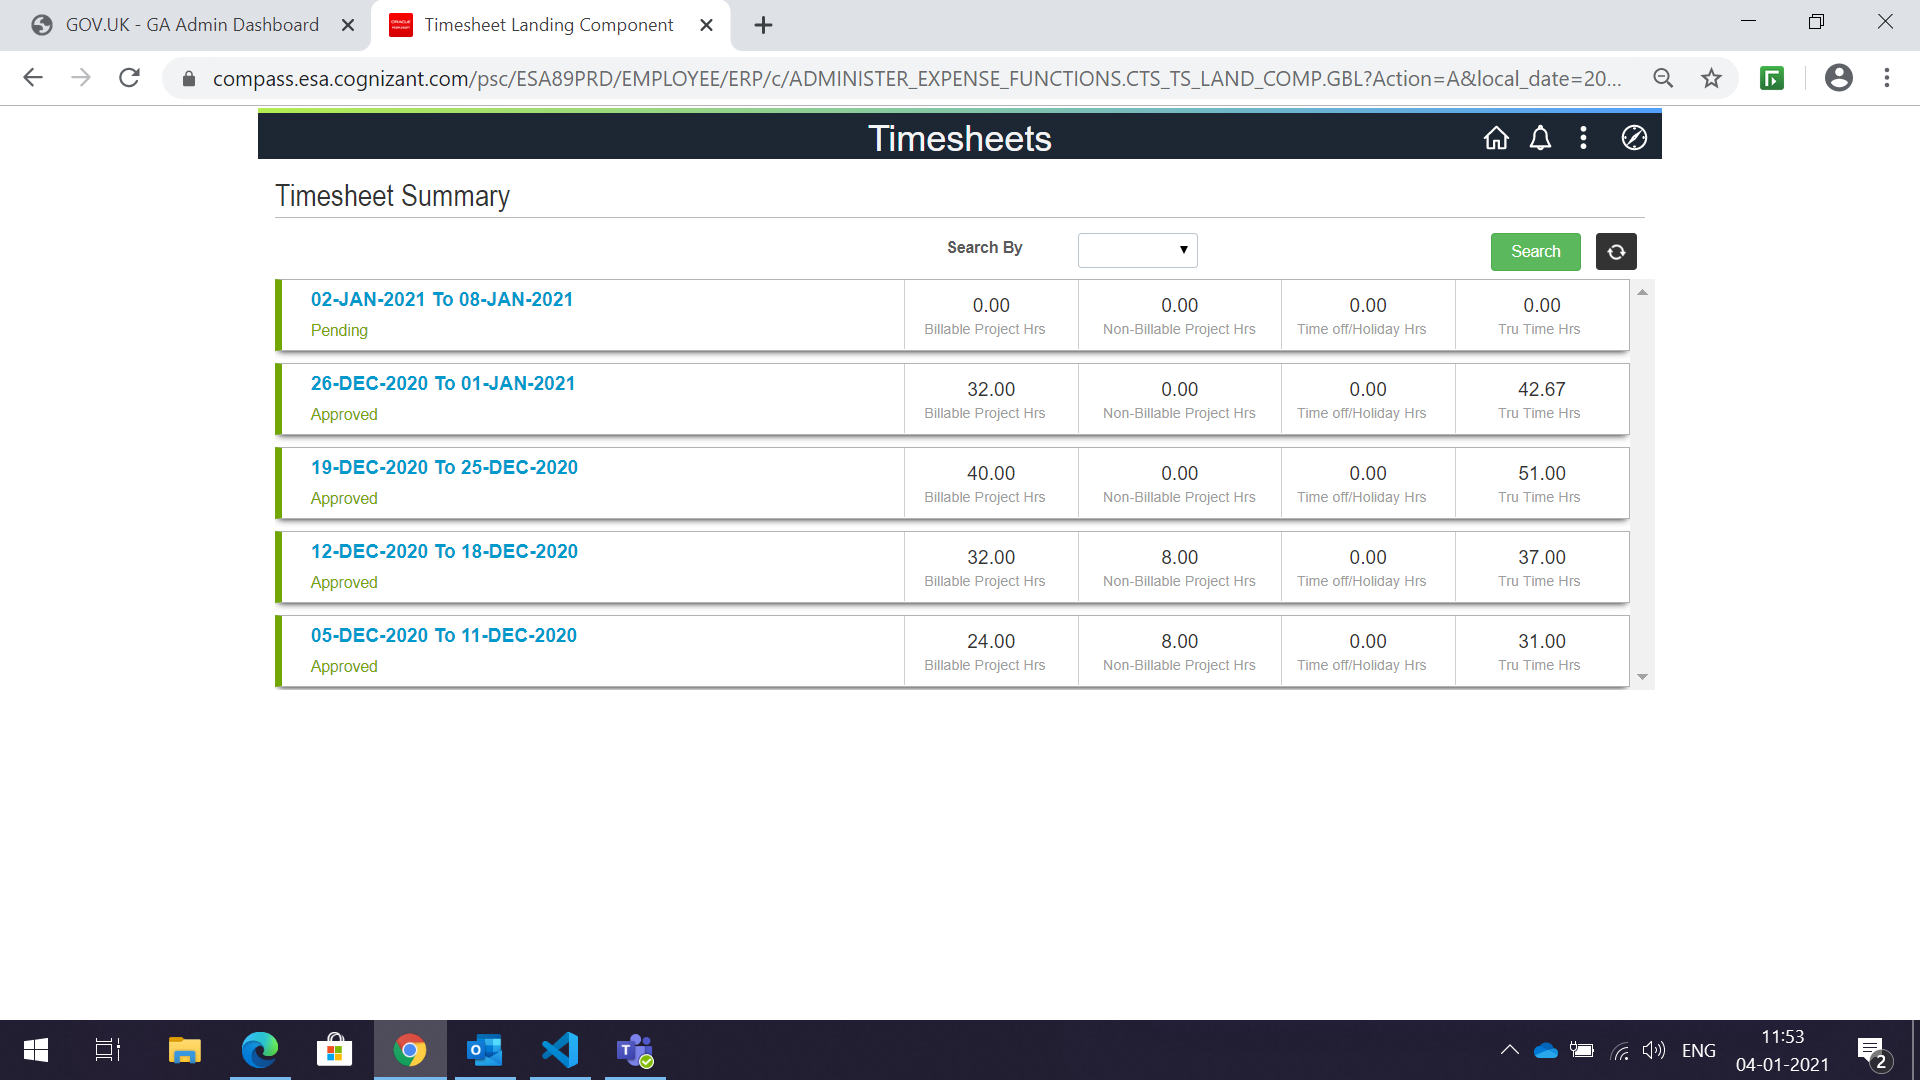 GOV.UK - GA Admin Dashboard
Timesheet Landing Component
compass.esa.cognizant.com/psc/ESA89PRD/EMPLOYEE/ERP/c/ADMINISTER_EXPENSE_FUNCTIONS.CTS_TS_LAND_COMP.GBL?Action=A&local_date=20...
Timesheets
Timesheet Summary
Search By
Search
02-JAN-2021 To 08-JAN-2021
Pending
0.00 0.00 0.00 0.00
Billable Project Hrs Non-Billable Project Hrs Time off/Holiday Hrs Tru Time Hrs
26-DEC-2020 To 01-JAN-2021
Approved
32.00 0.00 0.00 42.67
Billable Project Hrs Non-Billable Project Hrs Time off/Holiday Hrs Tru Time Hrs
19-DEC-2020 To 25-DEC-2020
Approved
40.00 0.00 0.00 51.00
Billable Project Hrs Non-Billable Project Hrs Time off/Holiday Hrs Tru Time Hrs
12-DEC-2020 To 18-DEC-2020
Approved
32.00 8.00 0.00 37.00
Billable Project Hrs Non-Billable Project Hrs Time off/Holiday Hrs Tru Time Hrs
05-DEC-2020 To 11-DEC-2020
Approved
24.00 8.00 0.00 31.00
Billable Project Hrs Non-Billable Project Hrs Time off/Holiday Hrs Tru Time Hrs
ENG
11:53
04-01-2021
2